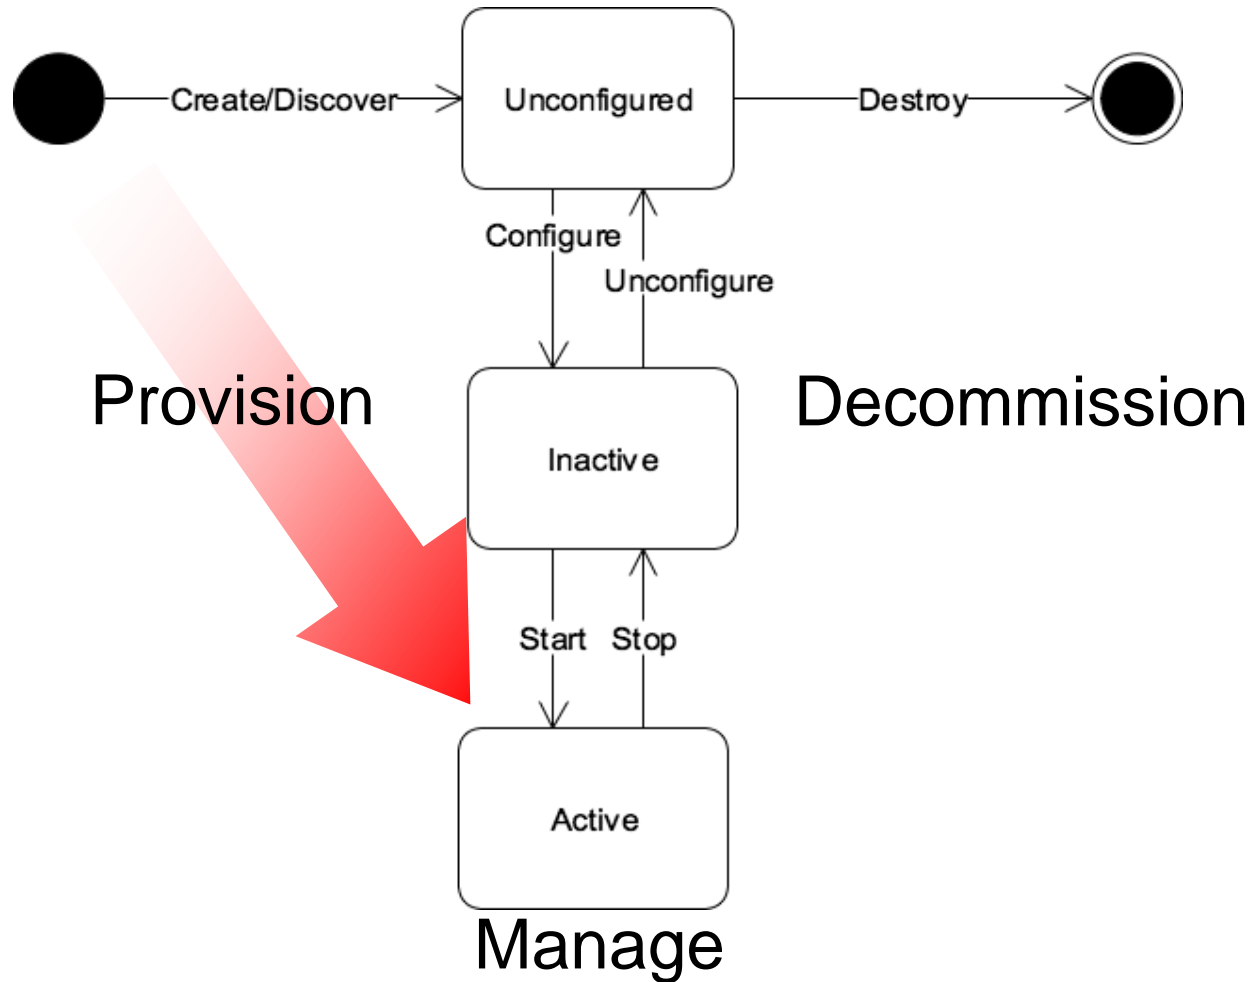 Create/Discover
Unconfigured
Destroy
Configure
Unconfigure
Provision
Decommission
Inactive
Start
Stop
Active
Manage